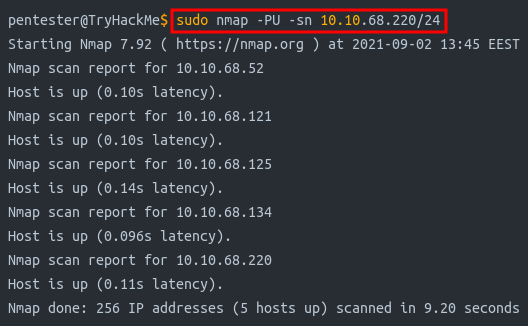 pentester@TryHackMe$ sudo nmap -PU -sn 10.10.68.220/24
Starting Nmap 7.92 ( https://nmap.org ) at 2021-09-02 13:45 EEST
Nmap scan report for 10.10.68.52
Host is up (0.10s latency).
Nmap scan report for 10.10.68.121
Host is up (0.10s latency).
Nmap scan report for 10.10.68.125
Host is up (0.14s latency).
Nmap scan report for 10.10.68.134
Host is up (0.096s latency).
Nmap scan report for 10.10.68.220
Host is up (0.11s latency).
Nmap done: 256 IP addresses (5 hosts up) scanned in 9.20 seconds